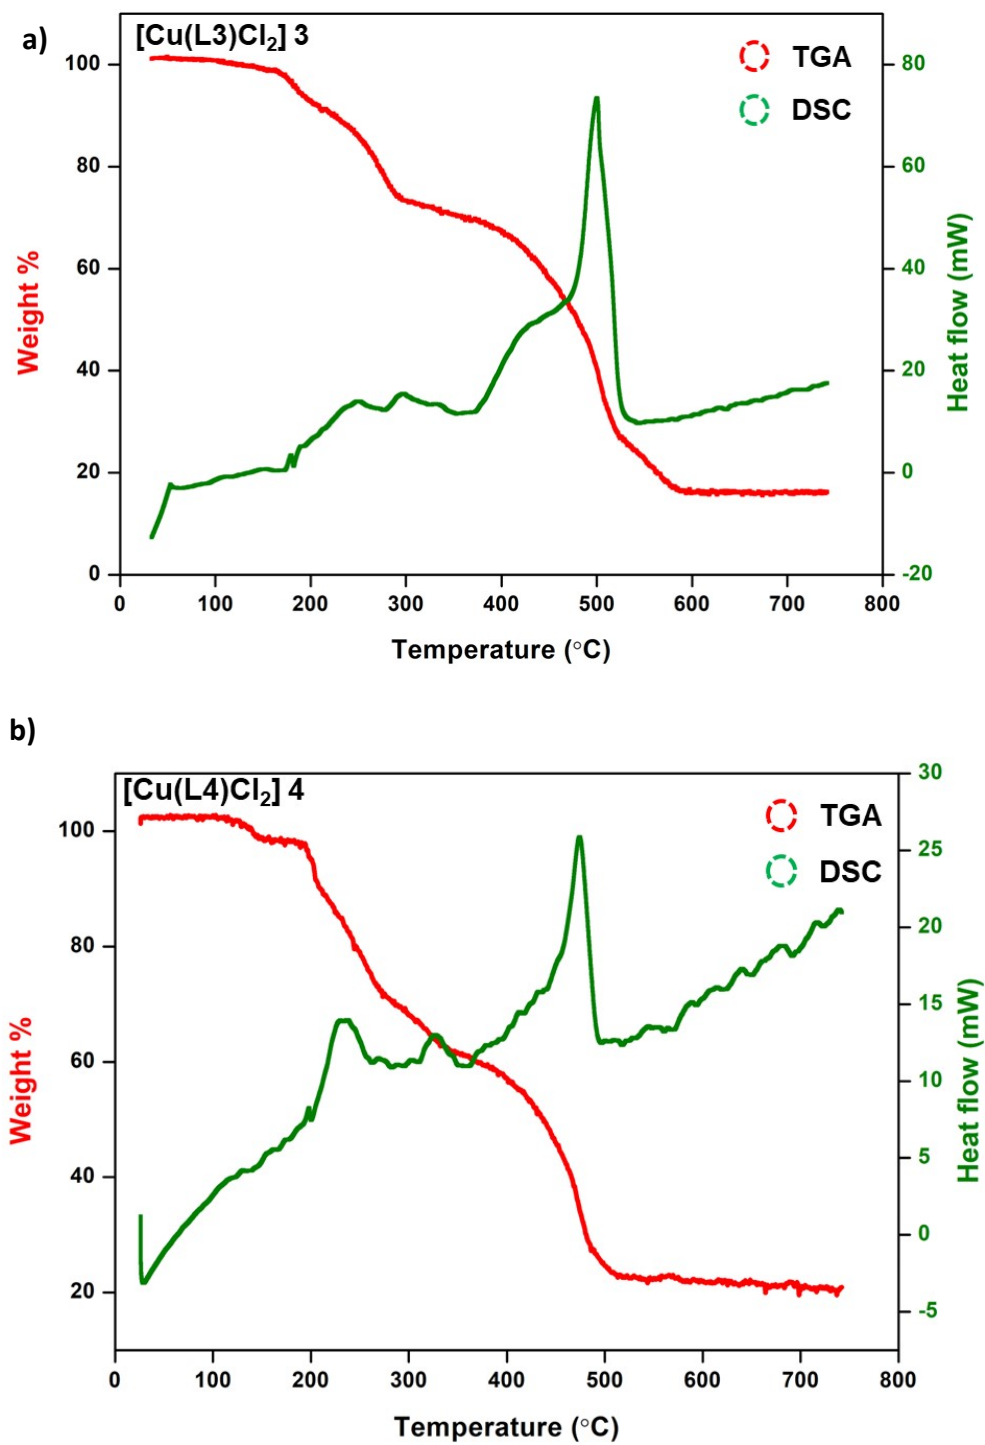 a)
[Cu(L3)Cl₂] 3
TGA
DSC
100
80
60
40
20
0
80
60
40
20
0
-20
Weight %
Heat flow (mW)
0 100 200 300 400 500 600 700 800
Temperature (°C)
b)
[Cu(L4)Cl₂] 4
TGA
DSC
100
80
60
40
20
30
25
20
15
10
5
0
-5
Weight %
Heat flow (mW)
0 100 200 300 400 500 600 700 800
Temperature (°C)